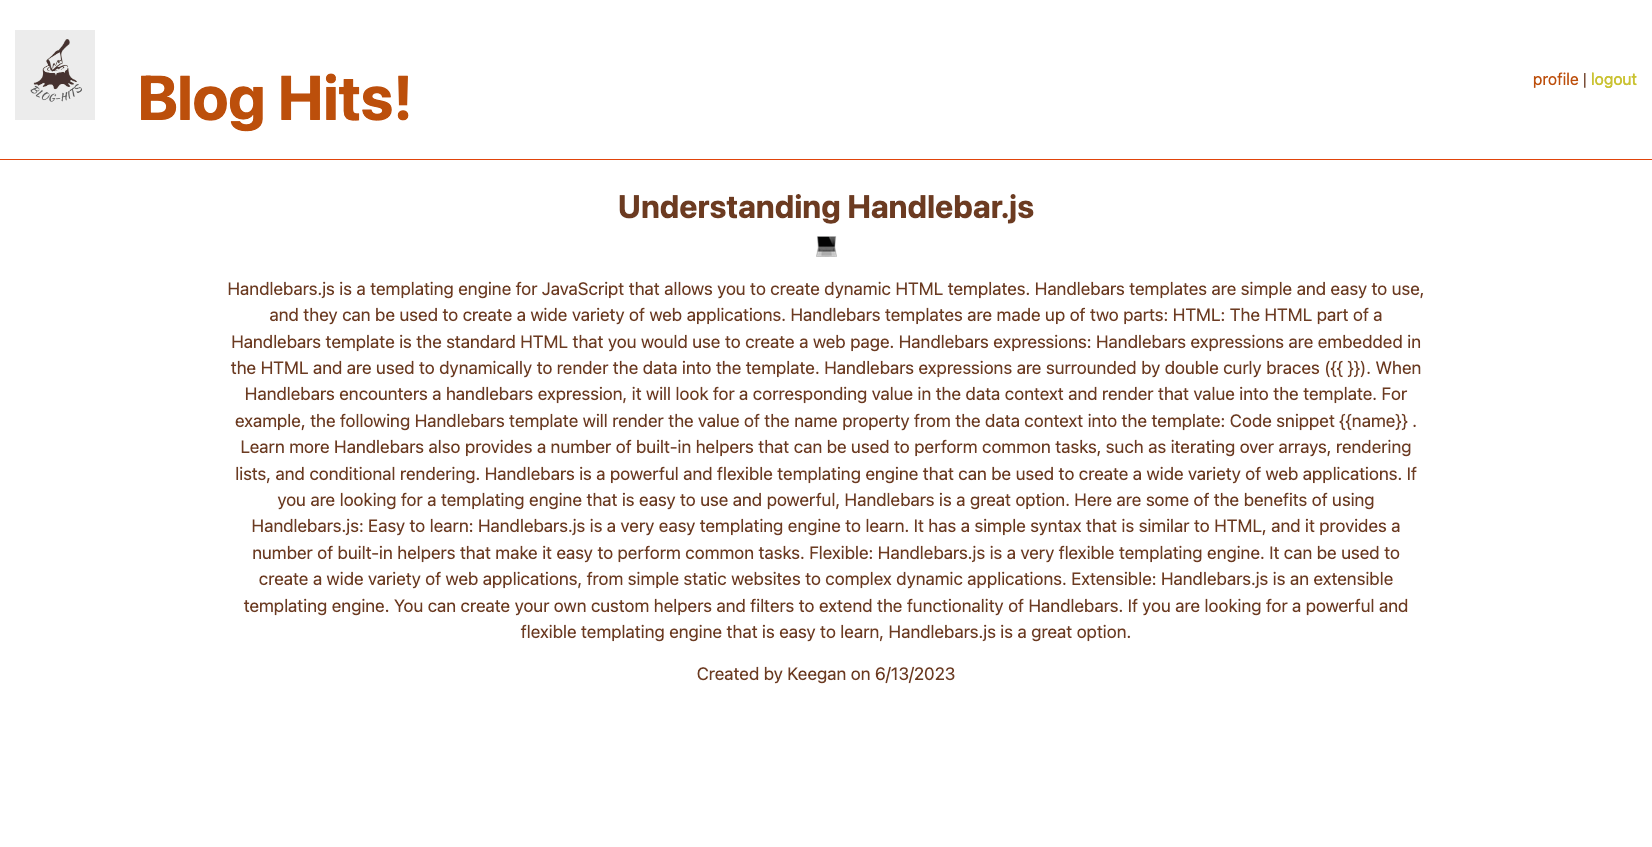 BLOG-HITS
Blog Hits!
profile | logout
Understanding Handlebar.js
Handlebars.js is a templating engine for JavaScript that allows you to create dynamic HTML templates. Handlebars templates are simple and easy to use,
and they can be used to create a wide variety of web applications. Handlebars templates are made up of two parts: HTML: The HTML part of a
Handlebars template is the standard HTML that you would use to create a web page. Handlebars expressions: Handlebars expressions are embedded in
the HTML and are used to dynamically to render the data into the template. Handlebars expressions are surrounded by double curly braces ({{ }}). When
Handlebars encounters a handlebars expression, it will look for a corresponding value in the data context and render that value into the template. For
example, the following Handlebars template will render the value of the name property from the data context into the template: Code snippet {{name}} .
Learn more Handlebars also provides a number of built-in helpers that can be used to perform common tasks, such as iterating over arrays, rendering
lists, and conditional rendering. Handlebars is a powerful and flexible templating engine that can be used to create a wide variety of web applications. If
you are looking for a templating engine that is easy to use and powerful, Handlebars is a great option. Here are some of the benefits of using
Handlebars.js: Easy to learn: Handlebars.js is a very easy templating engine to learn. It has a simple syntax that is similar to HTML, and it provides a
number of built-in helpers that make it easy to perform common tasks. Flexible: Handlebars.js is a very flexible templating engine. It can be used to
create a wide variety of web applications, from simple static websites to complex dynamic applications. Extensible: Handlebars.js is an extensible
templating engine. You can create your own custom helpers and filters to extend the functionality of Handlebars. If you are looking for a powerful and
flexible templating engine that is easy to learn, Handlebars.js is a great option.
Created by Keegan on 6/13/2023